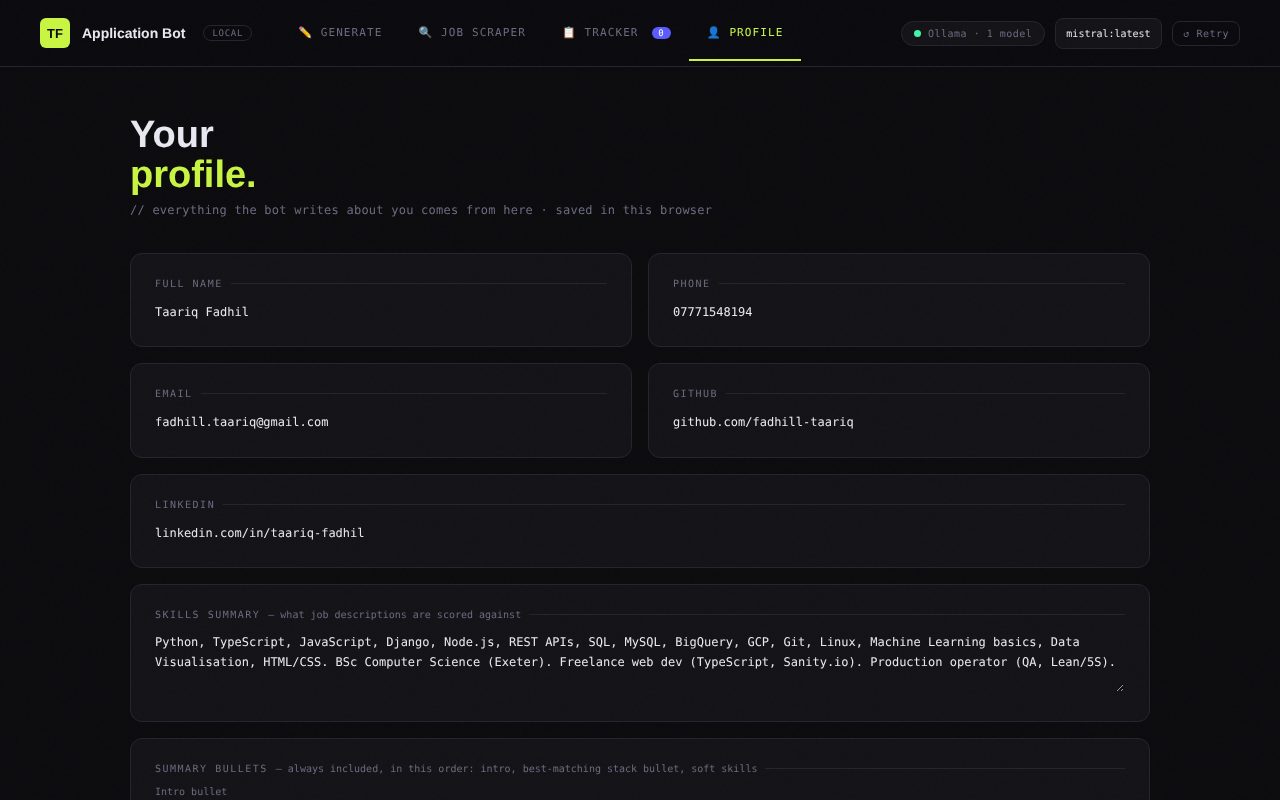 TF
Application Bot
LOCAL
✏️ GENERATE
🔍 JOB SCRAPER
📋 TRACKER 0
👤 PROFILE
Ollama · 1 model
mistral:latest
↺ Retry
Your
profile.
// everything the bot writes about you comes from here · saved in this browser
FULL NAME
Taariq Fadhil
PHONE
07771548194
EMAIL
fadhill.taariq@gmail.com
GITHUB
github.com/fadhill-taariq
LINKEDIN
linkedin.com/in/taariq-fadhil
SKILLS SUMMARY — what job descriptions are scored against
Python, TypeScript, JavaScript, Django, Node.js, REST APIs, SQL, MySQL, BigQuery, GCP, Git, Linux, Machine Learning basics, Data
Visualisation, HTML/CSS. BSc Computer Science (Exeter). Freelance web dev (TypeScript, Sanity.io). Production operator (QA, Lean/5S).
SUMMARY BULLETS — always included, in this order: intro, best-matching stack bullet, soft skills
Intro bullet